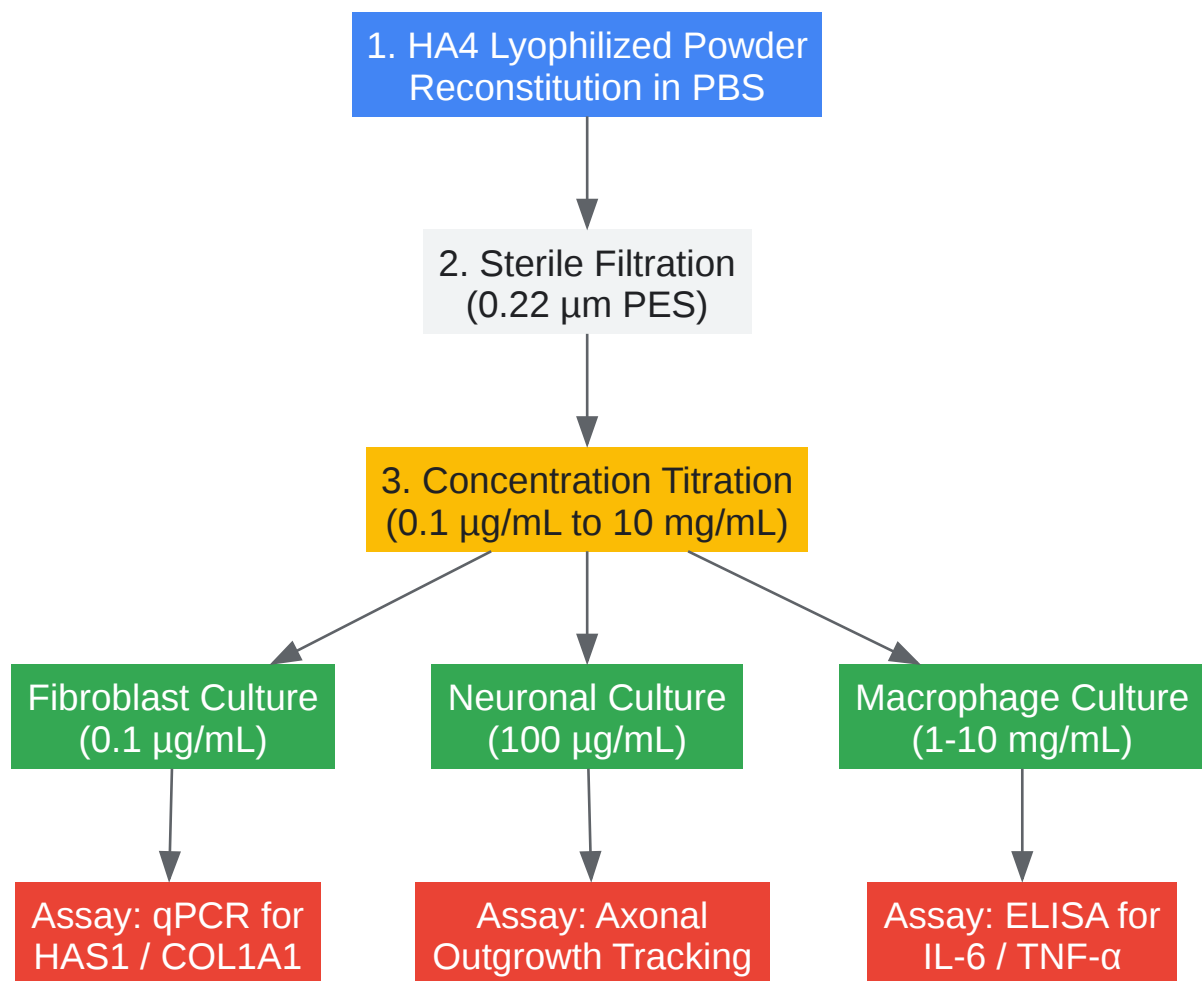 1. HA4 Lyophilized Powder
Reconstitution in PBS
2. Sterile Filtration
(0.22 µm PES)
3. Concentration Titration
(0.1 µg/mL to 10 mg/mL)
Fibroblast Culture
(0.1 µg/mL)
Neuronal Culture
(100 µg/mL)
Macrophage Culture
(1-10 mg/mL)
Assay: qPCR for
HAS1 / COL1A1
Assay: Axonal
Outgrowth Tracking
Assay: ELISA for
IL-6 / TNF-α